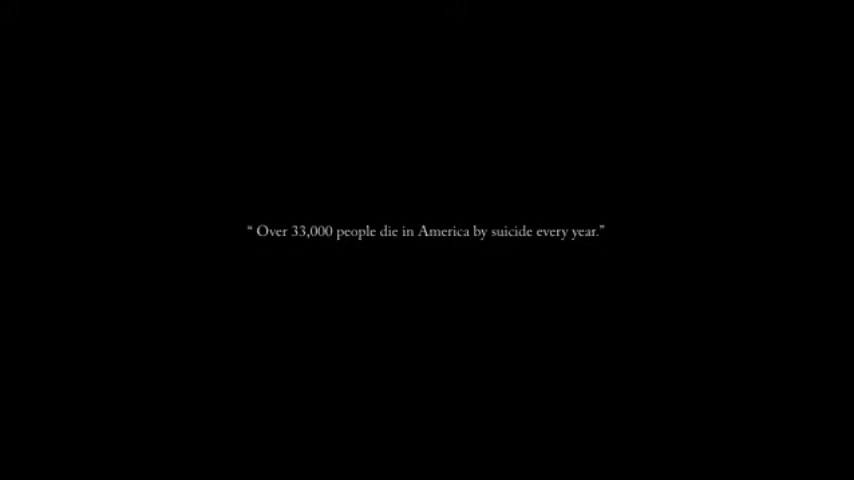 “ Over 33,000 people die in America by suicide every year.”